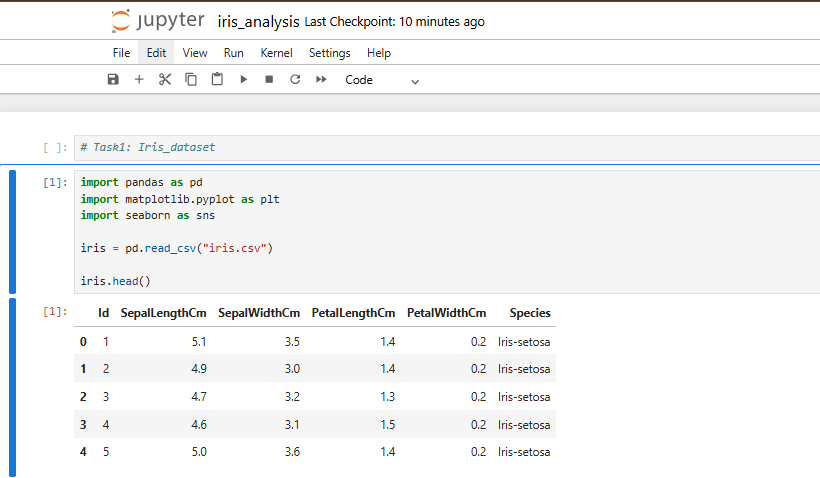 jupyter iris_analysis Last Checkpoint: 10 minutes ago
File Edit View Run Kernel Settings Help
Code
[ ]: # Task1: Iris_dataset
[1]: import pandas as pd
import matplotlib.pyplot as plt
import seaborn as sns
iris = pd.read_csv("iris.csv")
iris.head()
[1]: Id SepalLengthCm SepalWidthCm PetalLengthCm PetalWidthCm Species
0 1 5.1 3.5 1.4 0.2 Iris-setosa
1 2 4.9 3.0 1.4 0.2 Iris-setosa
2 3 4.7 3.2 1.3 0.2 Iris-setosa
3 4 4.6 3.1 1.5 0.2 Iris-setosa
4 5 5.0 3.6 1.4 0.2 Iris-setosa